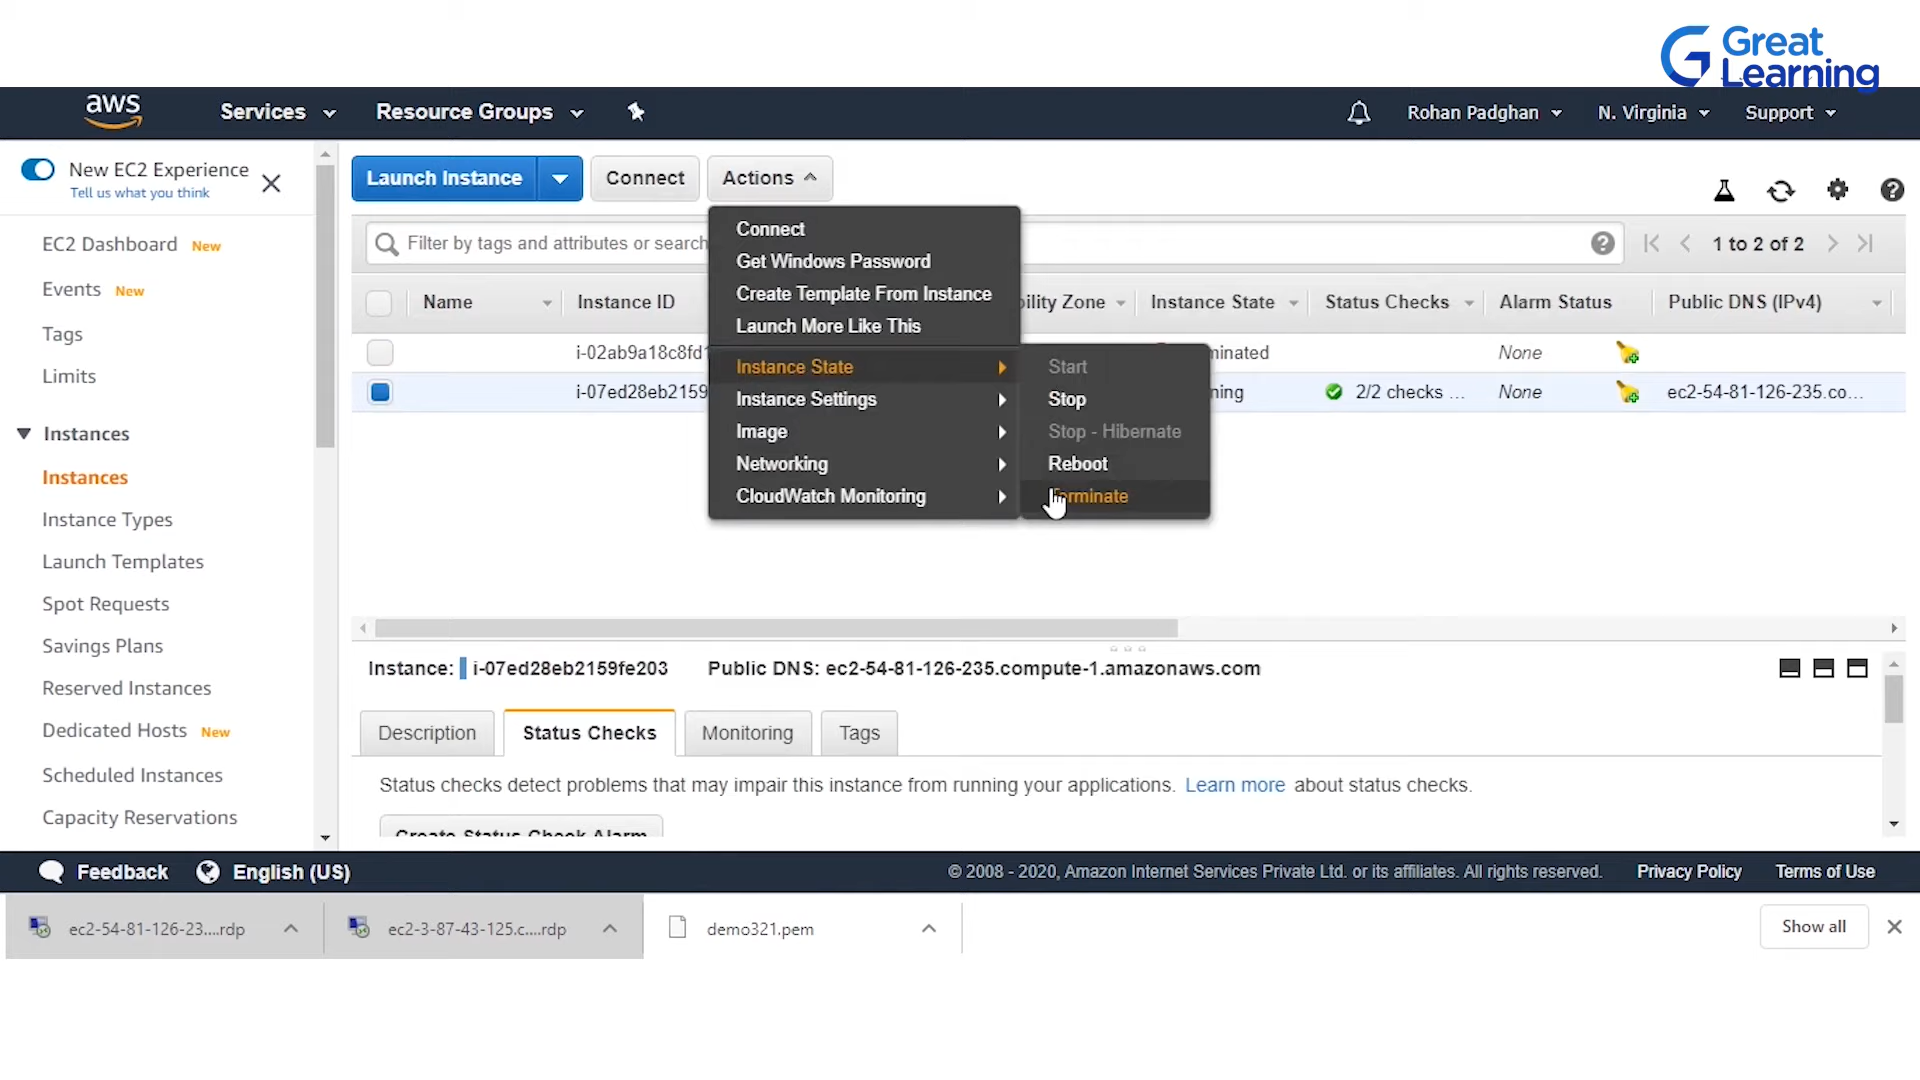 Great
Learning
aws
Services
Resource Groups
Rohan Padghan
N. Virginia
Support
New EC2 Experience
Tell us what you think
Launch Instance
Connect
Actions
EC2 Dashboard New
Events New
Tags
Limits
Instances
Instances
Instance Types
Launch Templates
Spot Requests
Savings Plans
Reserved Instances
Dedicated Hosts New
Scheduled Instances
Capacity Reservations
Filter by tags and attributes or search
1 to 2 of 2
Name
Instance ID
Zone
Instance State
Status Checks
Alarm Status
Public DNS (IPv4)
i-02ab9a18c8fd
None
i-07ed28eb2159
2/2 checks ...
None
ec2-54-81-126-235.co...
Connect
Get Windows Password
Create Template From Instance
Launch More Like This
Instance State
Instance Settings
Image
Networking
CloudWatch Monitoring
Start
Stop
Stop - Hibernate
Reboot
Terminate
Instance: i-07ed28eb2159fe203 Public DNS: ec2-54-81-126-235.compute-1.amazonaws.com
Description
Status Checks
Monitoring
Tags
Status checks detect problems that may impair this instance from running your applications. Learn more about status checks.
Create Status Check Alarm
Feedback
English (US)
© 2008 - 2020, Amazon Internet Services Private Ltd. or its affiliates. All rights reserved.
Privacy Policy
Terms of Use
ec2-54-81-126-23....rdp
ec2-3-87-43-125.c....rdp
demo321.pem
Show all